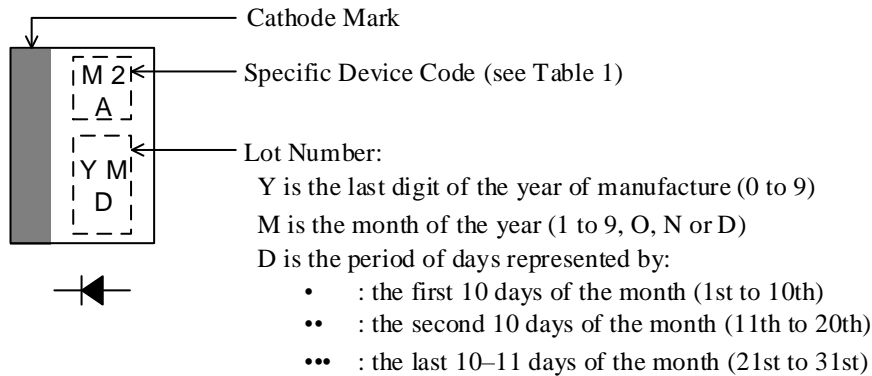 Cathode Mark
M 2
A
Specific Device Code (see Table 1)
Y M
D
Lot Number:
Y is the last digit of the year of manufacture (0 to 9)
M is the month of the year (1 to 9, O, N or D)
D is the period of days represented by:
• : the first 10 days of the month (1st to 10th)
•• : the second 10 days of the month (11th to 20th)
••• : the last 10–11 days of the month (21st to 31st)